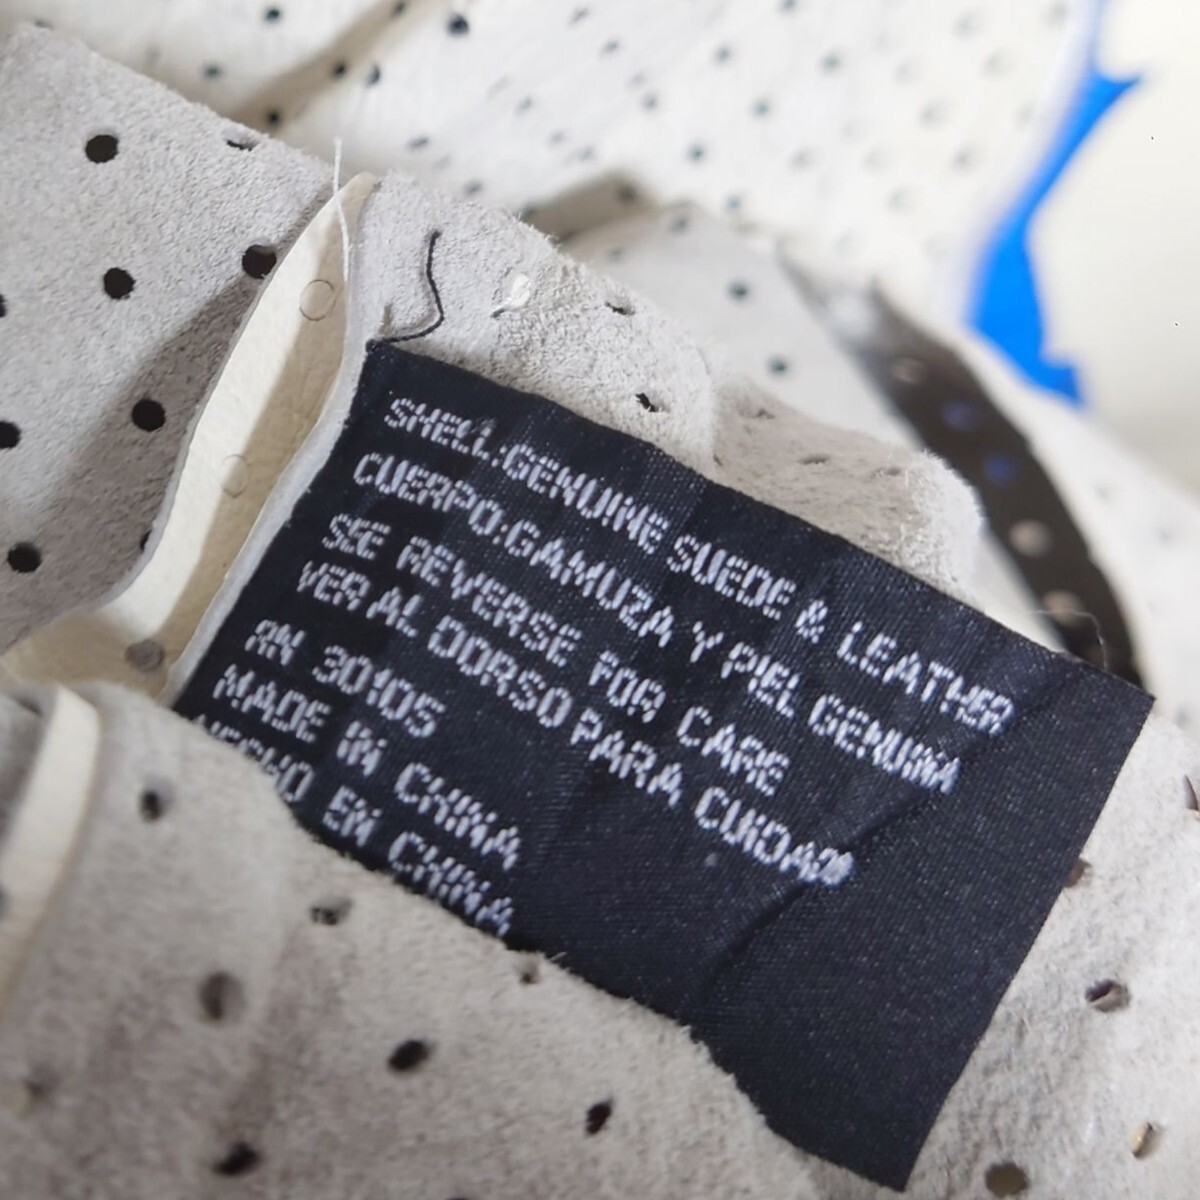 SHELL:GENUINE SUEDE & LEATHER
CUERPO:GAMUZA Y PIEL GENUINA
SEE REVERSE FOR CARE
VER AL DORSO PARA CUIDADO
RN 30105
MADE IN CHINA
HECHO EN CHINA